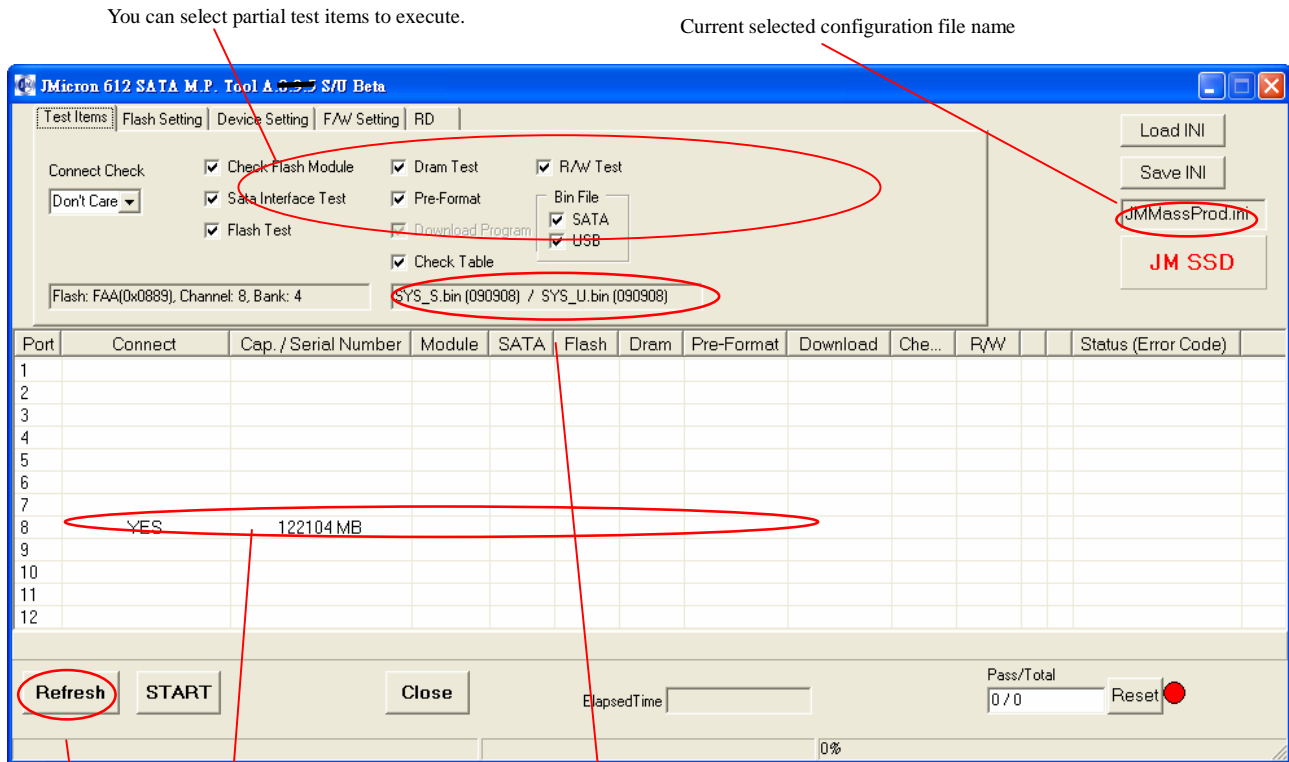 You can select partial test items to execute.
Current selected configuration file name
JMicron 612 SATA M.P. Tool A S/U Beta
Test Items Flash Setting Device Setting F/W Setting RD
Load INI
Connect Check Check Flash Module Dram Test R/W Test
Save INI
Don't Care Sata Interface Test Pre-Format Bin File
SATA
JMMassProd.ini
Flash Test Download Program USB
Check Table
JM SSD
Flash: FAA(0x0889), Channel: 8, Bank: 4 SYS_S.bin (090908) / SYS_U.bin (090908)
Port Connect Cap. / Serial Number Module SATA Flash Dram Pre-Format Download Che... R/W Status (Error Code)
1
2
3
4
5
6
7
8 YES 122104 MB
9
10
11
12
Refresh START Close ElapsedTime
Pass/Total
0 / 0 Reset
0%